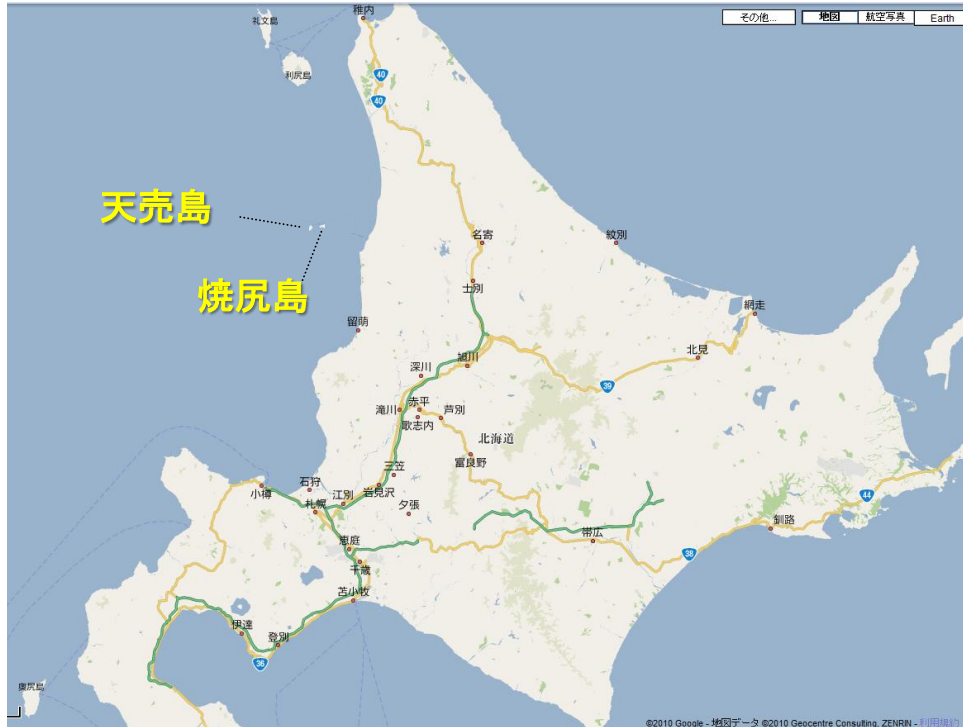 礼文島
稚内
その他...
地図
航空写真
Earth
利尻島
40
40
天売島
焼尻島
名寄
紋別
士別
留萌
網走
旭川
北見
深川
39
滝川
赤平
芦別
歌志内
北海道
富良野
三笠
小樽
石狩
江別
岩見沢
44
札幌
夕張
釧路
恵庭
帯広
38
千歳
苫小牧
伊達
登別
36
奥尻島
©2010 Google - 地図データ ©2010 Geocentre Consulting, ZENRIN - 利用規約